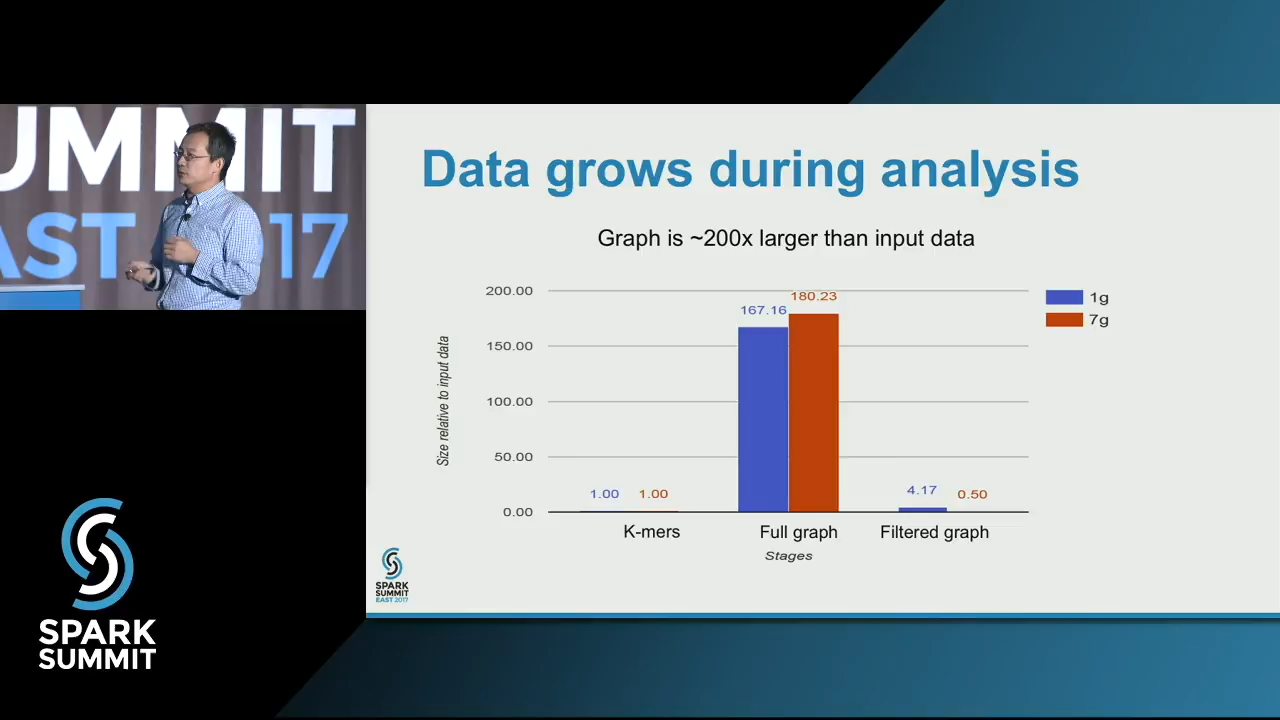 UMMIT
AST 2017
Data grows during analysis
Graph is ~200x larger than input data
Size relative to input data
200.00
150.00
100.00
50.00
0.00
167.16
180.23
1.00
1.00
4.17
0.50
K-mers
Full graph
Filtered graph
Stages
1g
7g
SPARK
SUMMIT
EAST 2017
SPARK
SUMMIT